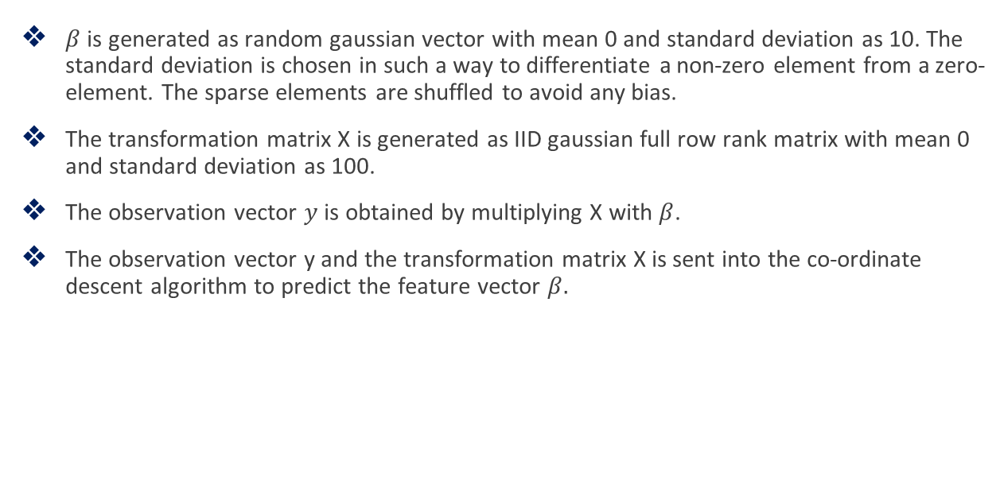 ❖ β is generated as random gaussian vector with mean 0 and standard deviation as 10. The
standard deviation is chosen in such a way to differentiate a non-zero element from a zero-
element. The sparse elements are shuffled to avoid any bias.
❖ The transformation matrix X is generated as IID gaussian full row rank matrix with mean 0
and standard deviation as 100.
❖ The observation vector y is obtained by multiplying X with β.
❖ The observation vector y and the transformation matrix X is sent into the co-ordinate
descent algorithm to predict the feature vector β.